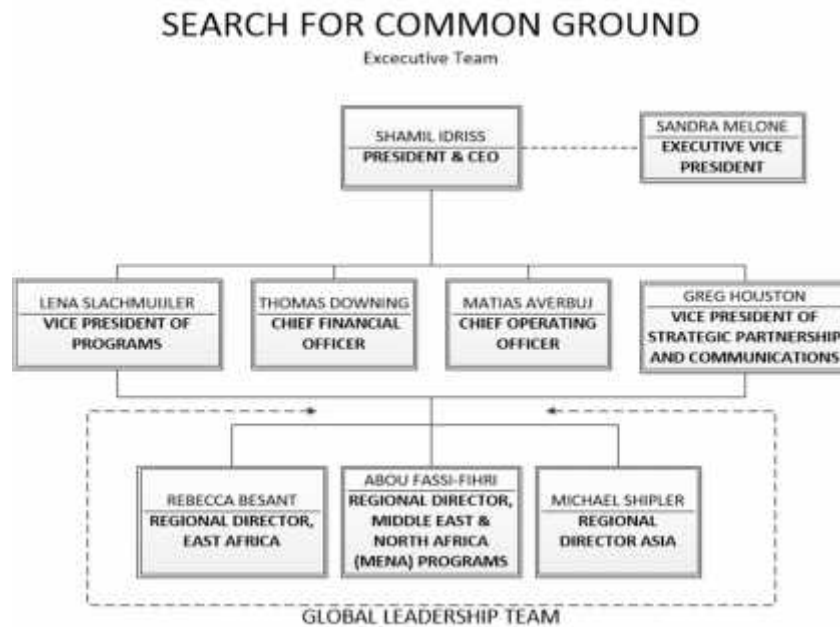 SEARCH FOR COMMON GROUND
Excecutive Team
SHAMIL IDRISS
PRESIDENT & CEO
SANDRA MELONE
EXECUTIVE VICE
PRESIDENT
LENA SLACHMUIJLER
VICE PRESIDENT OF
PROGRAMS
THOMAS DOWNING
CHIEF FINANCIAL
OFFICER
MATIAS AVERBUJ
CHIEF OPERATING
OFFICER
GREG HOUSTON
VICE PRESIDENT OF
STRATEGIC PARTNERSHIP
AND COMMUNICATIONS
REBECCA BESANT
REGIONAL DIRECTOR,
EAST AFRICA
ABOU FASSI-FIHRI
REGIONAL DIRECTOR,
MIDDLE EAST &
NORTH AFRICA
(MENA) PROGRAMS
MICHAEL SHIPLER
REGIONAL
DIRECTOR ASIA
GLOBAL LEADERSHIP TEAM